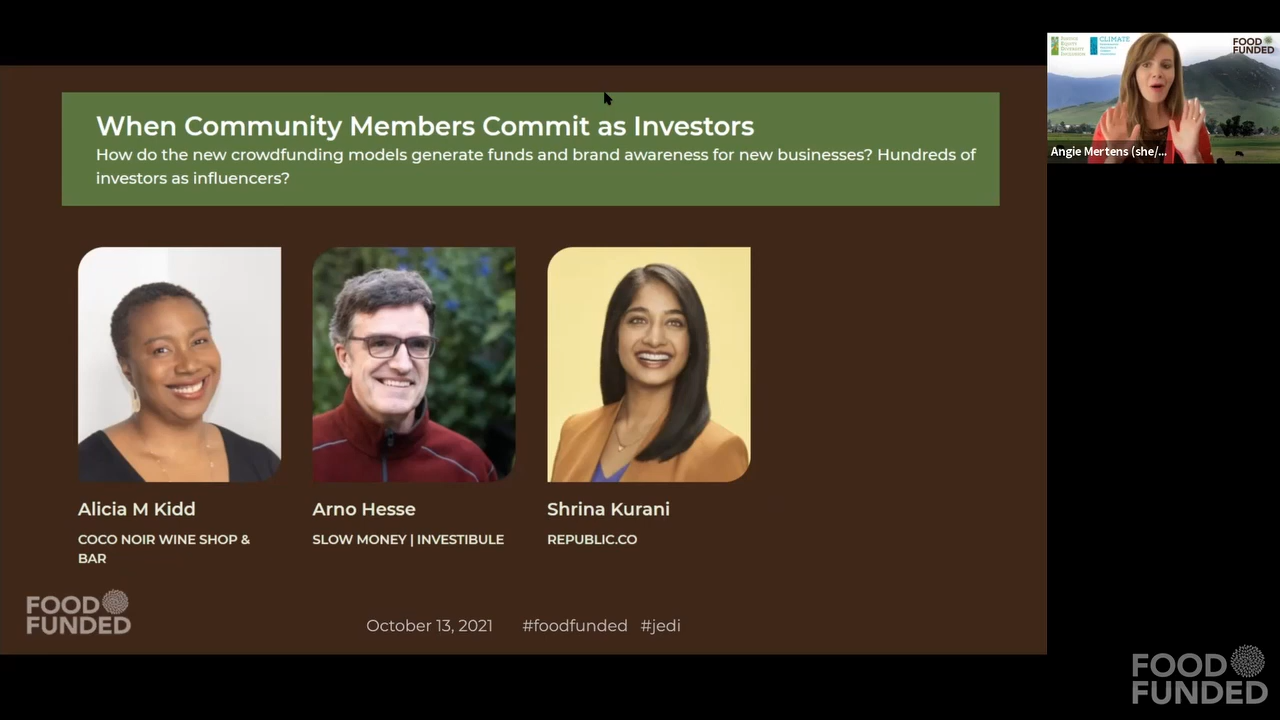 When Community Members Commit as Investors
How do the new crowdfunding models generate funds and brand awareness for new businesses? Hundreds of
investors as influencers?
Alicia M Kidd
COCO NOIR WINE SHOP &
BAR
Arno Hesse
SLOW MONEY | INVESTIBULE
Shrina Kurani
REPUBLIC.CO
FOOD
FUNDED
October 13, 2021 #foodfunded #jedi
CLIMATE
FOOD
FUNDED
Angie Mertens (she/...
FOOD
FUNDED